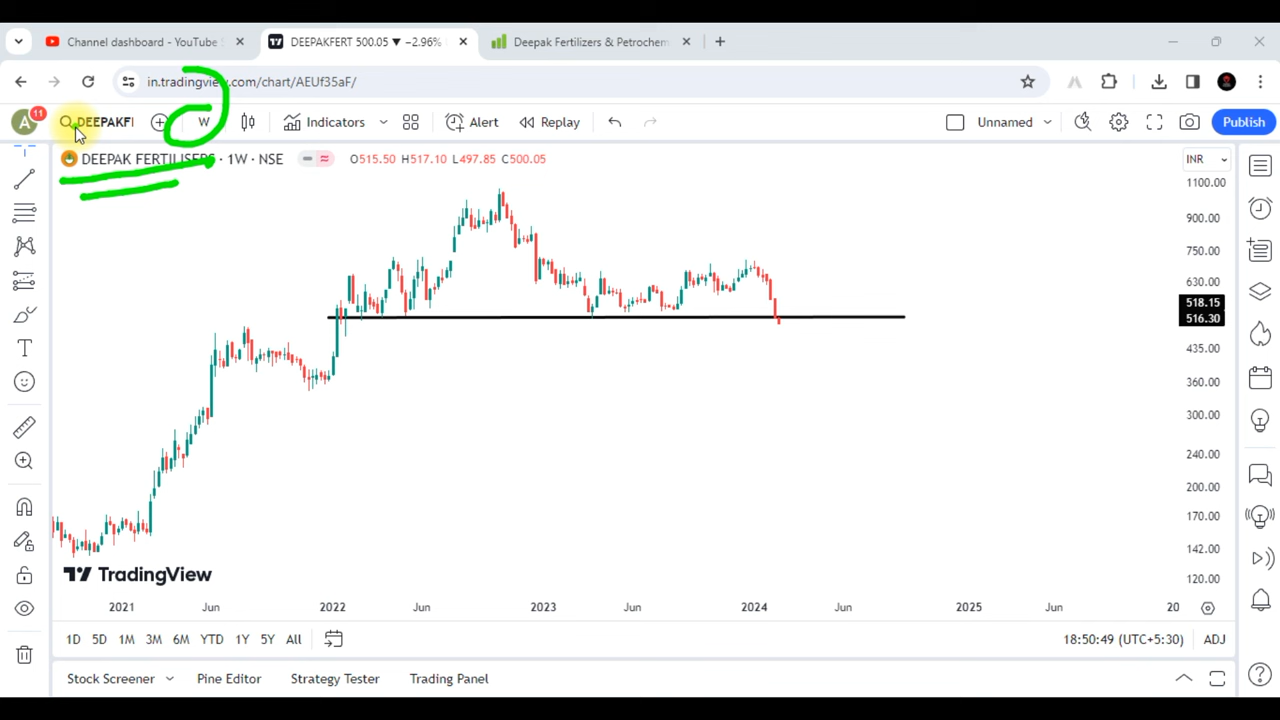 Channel dashboard - YouTube S
DEEPAKFERT 500.05 ▼ −2.96%
Deepak Fertilizers & Petrochem
in.tradingview.com/chart/AEUf35aF/
A
11
DEEPAKFI
W
Indicators
Alert
Replay
Unnamed
Publish
DEEPAK FERTILISERS · 1W · NSE
O515.50 H517.10 L497.85 C500.05
INR
1100.00
900.00
750.00
630.00
518.15
516.30
435.00
360.00
300.00
240.00
200.00
170.00
142.00
120.00
TradingView
2021 Jun 2022 Jun 2023 Jun 2024 Jun 2025 Jun 20
1D 5D 1M 3M 6M YTD 1Y 5Y All
18:50:49 (UTC+5:30) ADJ
Stock Screener Pine Editor Strategy Tester Trading Panel